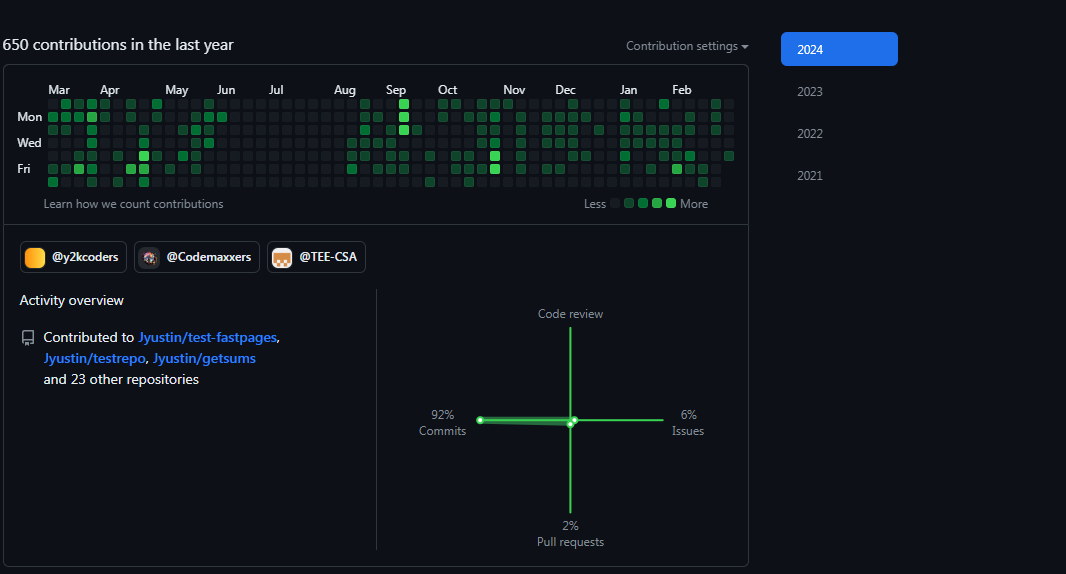 650 contributions in the last year
Contribution settings
2024
2023
2022
2021
Mar Apr May Jun Jul Aug Sep Oct Nov Dec Jan Feb
Mon
Wed
Fri
Learn how we count contributions
Less More
@y2kcoders @Codemaxxers @TEE-CSA
Activity overview
Contributed to Jyustin/test-fastpages,
Jyustin/testrepo, Jyustin/getsums
and 23 other repositories
Code review
92%
Commits
6%
Issues
2%
Pull requests